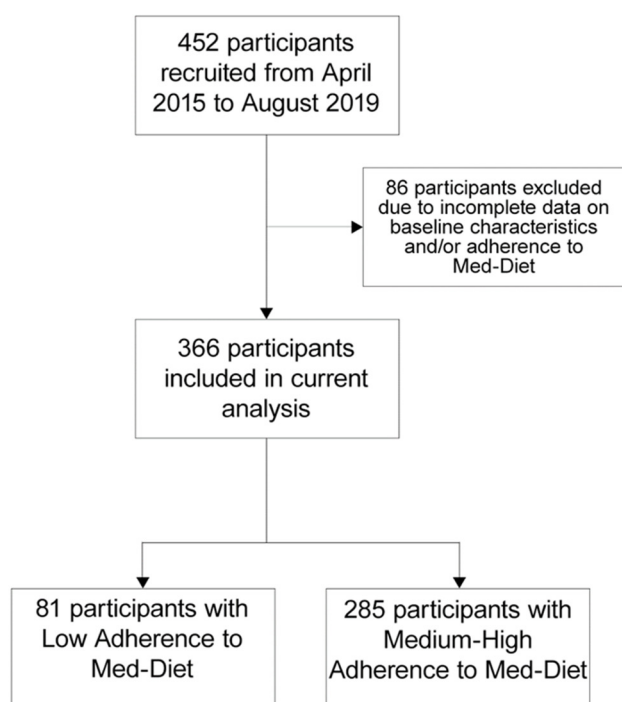 452 participants
recruited from April
2015 to August 2019
86 participants excluded
due to incomplete data on
baseline characteristics
and/or adherence to
Med-Diet
366 participants
included in current
analysis
81 participants with
Low Adherence to
Med-Diet
285 participants with
Medium-High
Adherence to Med-Diet